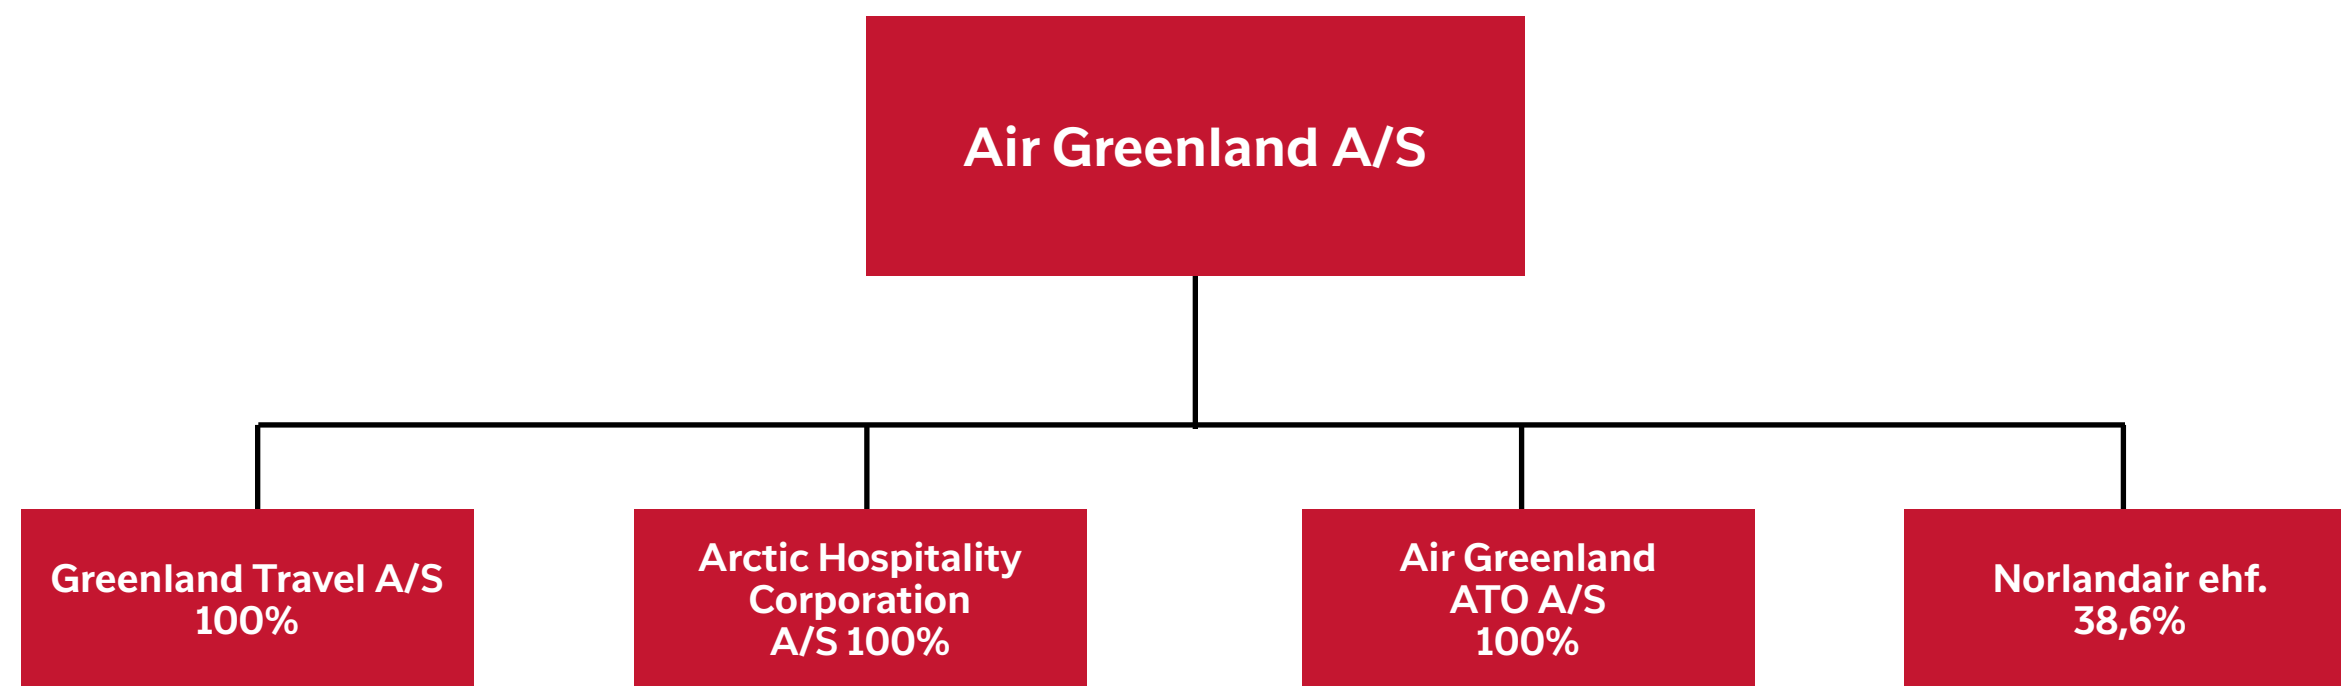 Air Greenland A/S
Greenland Travel A/S
100%
Arctic Hospitality
Corporation
A/S 100%
Air Greenland
ATO A/S
100%
Norlandair ehf.
38,6%